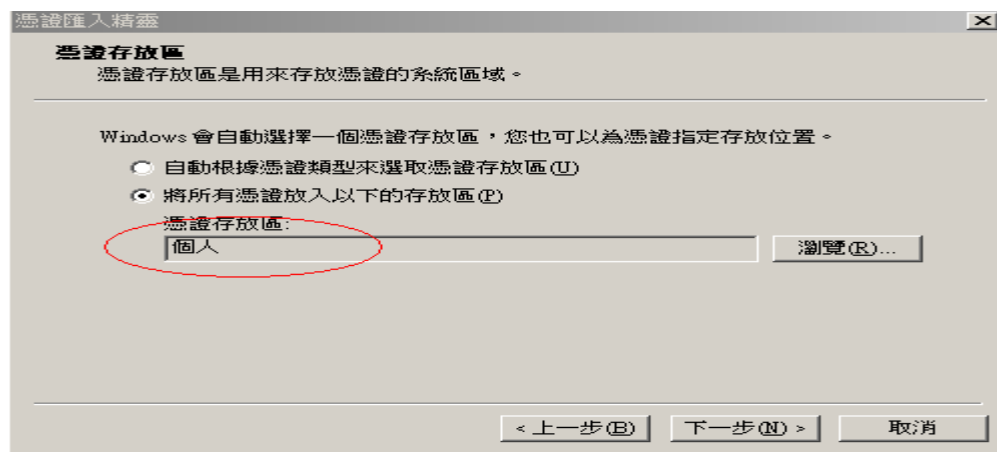 憑證匯入精靈
憑證存放區
憑證存放區是用來存放憑證的系統區域。
Windows 會自動選擇一個憑證存放區，您也可以為憑證指定存放位置。
自動根據憑證類型來選取憑證存放區(U)
將所有憑證放入以下的存放區(P)
憑證存放區:
個人
瀏覽(R)...
<上一步(B) 下一步(N)> 取消